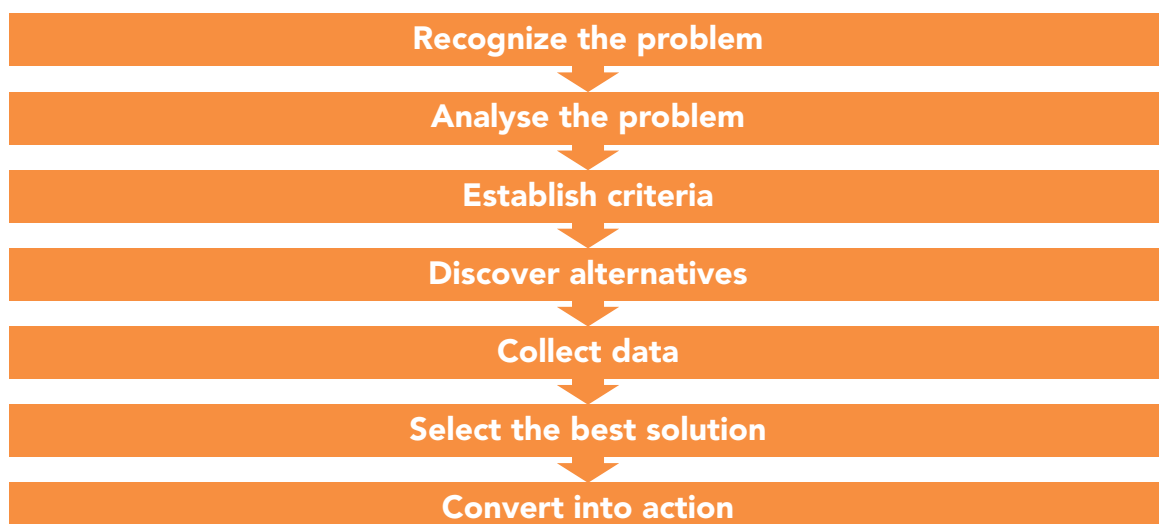 Recognize the problem
Analyse the problem
Establish criteria
Discover alternatives
Collect data
Select the best solution
Convert into action